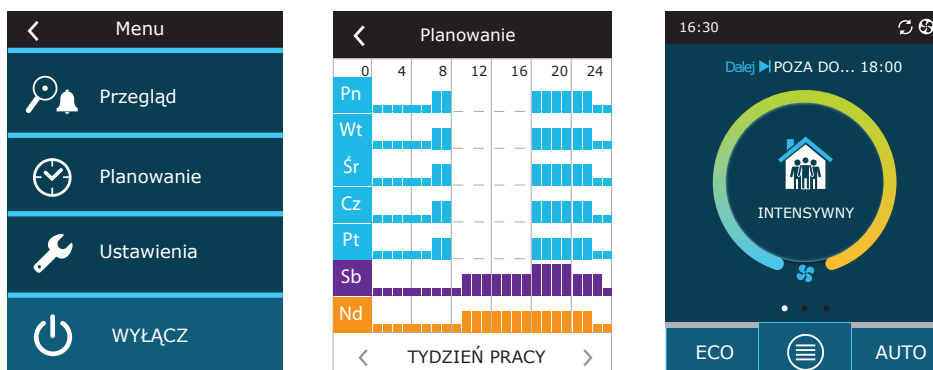 Menu
Przegląd
Planowanie
Ustawienia
WYŁĄCZ
Planowanie
0 4 8 12 16 20 24
Pn
Wt
Śr
Cz
Pt
Sb
Nd
TYDZIEŃ PRACY
16:30
Dalej POZA DO... 18:00
INTENSYWNY
ECO AUTO